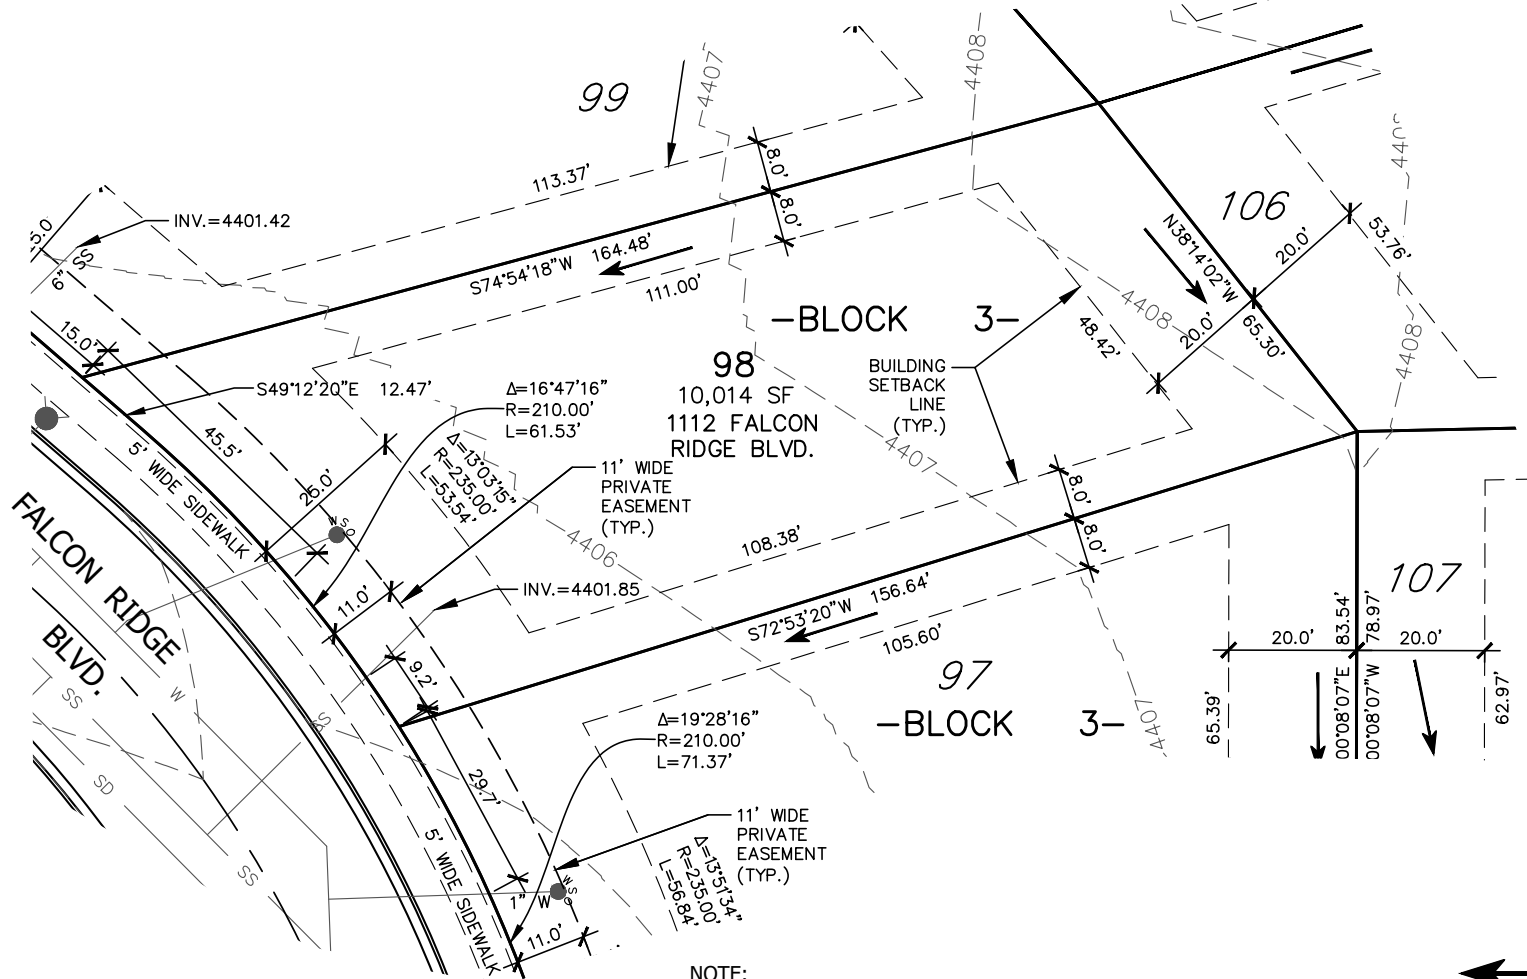 99
4407
4408
113.37'
8.0'
8.0'
INV.=4401.42
6" SS
15.0'
S74°54'18"W 164.48'
111.00'
106
N38°14'02"W
65.30'
20.0'
20.0'
53.76'
4408
4408
48.42'
-BLOCK 3-
98
10,014 SF
1112 FALCON
RIDGE BLVD.
BUILDING
SETBACK
LINE
(TYP.)
S49°12'20"E 12.47'
Δ=16°47'16"
R=210.00'
L=61.53'
Δ=13°03'15"
R=235.00'
L=53.54'
45.5'
5' WIDE SIDEWALK
25.0'
W
S
O
11' WIDE
PRIVATE
EASEMENT
(TYP.)
4407
4406
8.0'
8.0'
108.38'
FALCON RIDGE
BLVD.
11.0'
INV.=4401.85
S72°53'20"W 156.64'
105.60'
107
83.54'
78.97'
20.0'
20.0'
00°08'07"E
00°08'07"W
65.39'
62.97'
9.2'
97
-BLOCK 3-
4407
SS
W
SS
SD
SS
Δ=19°28'16"
R=210.00'
L=71.37'
29.7'
5' WIDE SIDEWALK
11' WIDE
PRIVATE
EASEMENT
(TYP.)
Δ=13°51'34"
R=235.00'
L=56.84'
1" W
W
S
O
11.0'
NOTE: